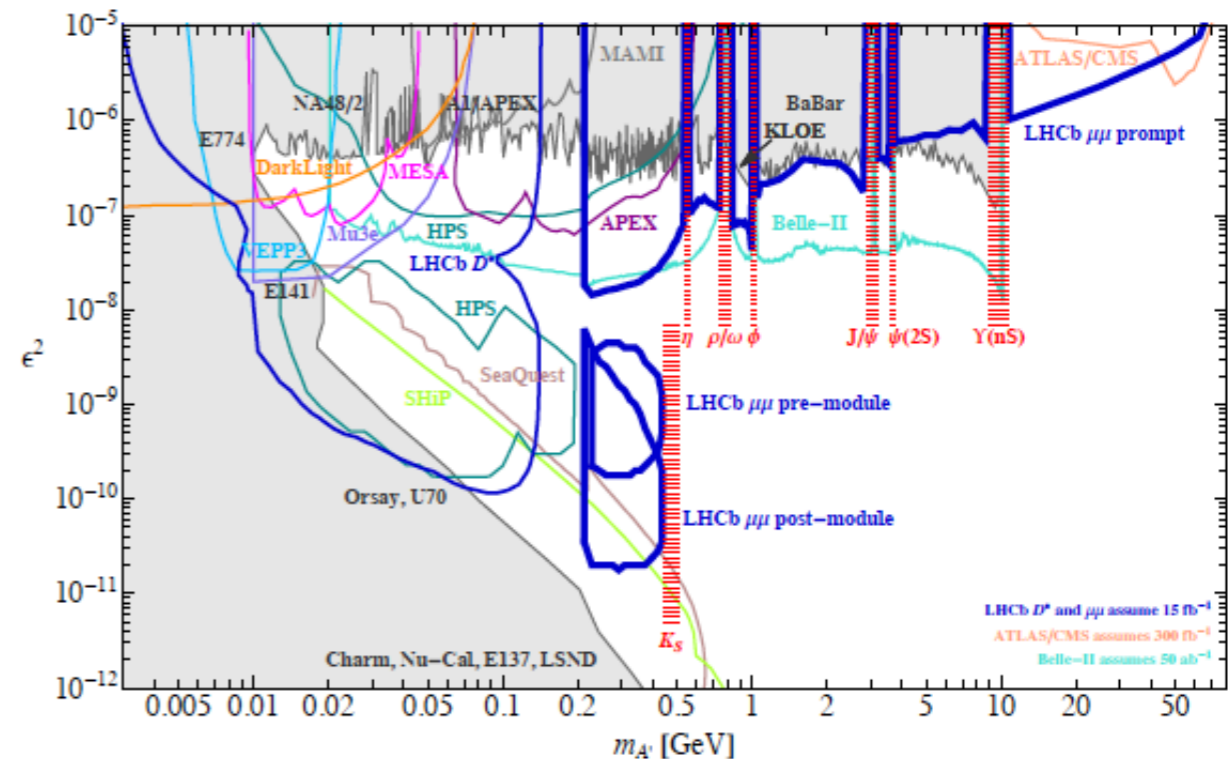 10⁻⁵
10⁻⁶
10⁻⁷
10⁻⁸
10⁻⁹
10⁻¹⁰
10⁻¹¹
10⁻¹²
ϵ²
MAMI
ATLAS/CMS
NA48/2
A1/APEX
BaBar
E774
KLOE
LHCb μμ prompt
DarkLight
MESA
APEX
Belle−II
HPS
Mu3e
VEPP3
LHCb D*
E141
HPS
η
ρ/ω
ϕ
J/ψ
ψ(2S)
Υ(nS)
SeaQuest
SHiP
LHCb μμ pre−module
Orsay, U70
LHCb μμ post−module
LHCb D* and μμ assume 15 fb⁻¹
ATLAS/CMS assumes 300 fb⁻¹
Belle−II assumes 50 ab⁻¹
K_S
Charm, Nu−Cal, E137, LSND
0.005 0.01 0.02 0.05 0.1 0.2 0.5 1 2 5 10 20 50
m_A' [GeV]